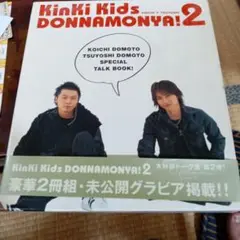 KinKi Kids
DONNAMONYA!2
KOICHI DOMOTO
TSUYOSHI DOMOTO
SPECIAL
TALK BOOK!
KinKi Kids DONNAMONYA! 2
豪華2冊組・未公開グラビア掲載!!